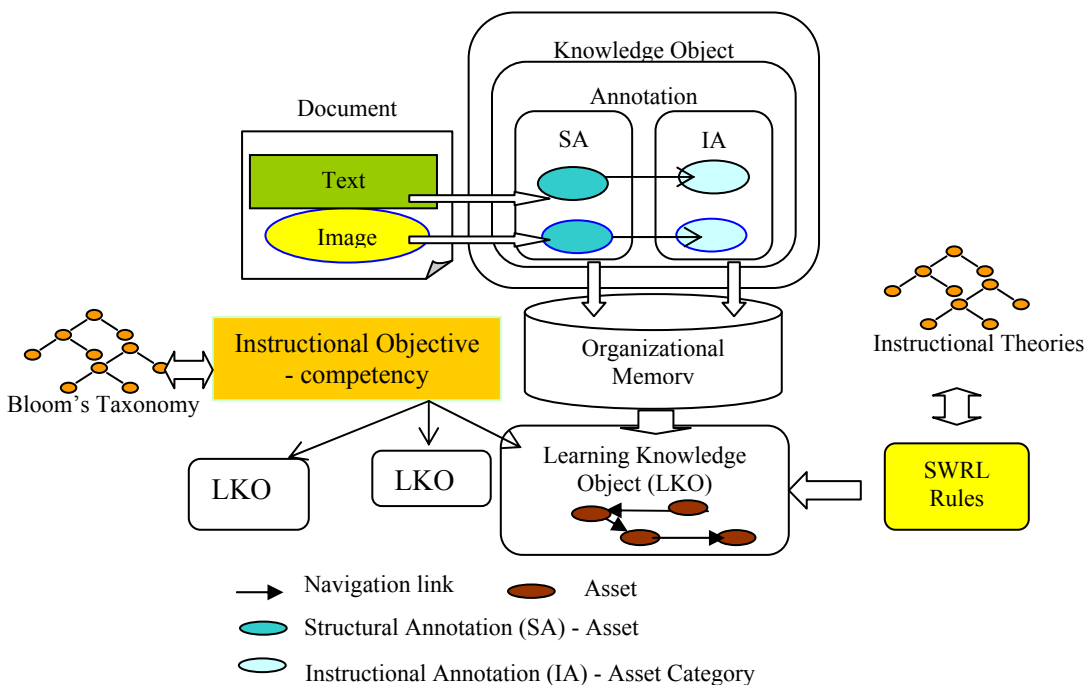 Knowledge Object
Annotation
Document
SA
IA
Text
Image
Instructional Objective
- competency
Bloom’s Taxonomy
Organizational
Memory
Instructional Theories
LKO
LKO
Learning Knowledge
Object (LKO)
SWRL
Rules
Navigation link
Asset
Structural Annotation (SA) - Asset
Instructional Annotation (IA) - Asset Category